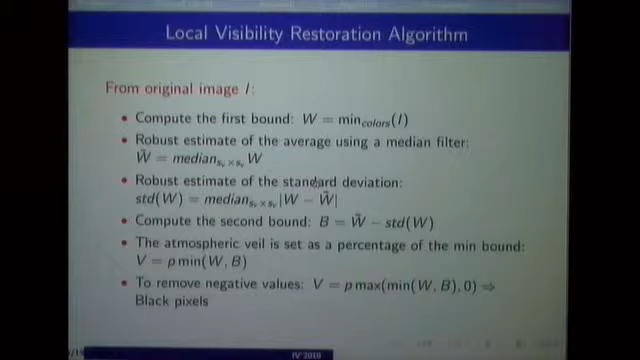 Local Visibility Restoration Algorithm
From original image I:
• Compute the first bound: W = min_colors(I)
• Robust estimate of the average using a median filter:
W̄ = median_{s_v × s_v} W
• Robust estimate of the standard deviation:
std(W) = median_{s_v × s_v} |W − W̄|
• Compute the second bound: B = W̄ − std(W)
• The atmospheric veil is set as a percentage of the min bound:
V = p min(W, B)
• To remove negative values: V = p max(min(W, B), 0) ⇒
Black pixels
IV'2010